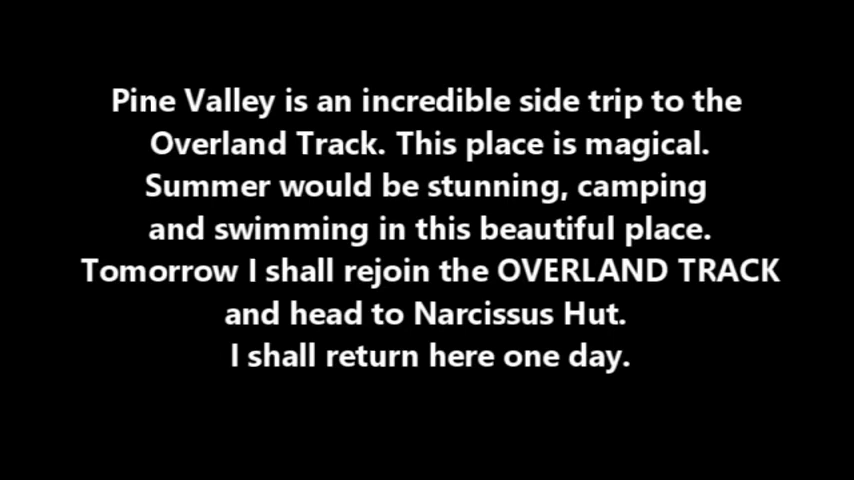 Pine Valley is an incredible side trip to the
Overland Track. This place is magical.
Summer would be stunning, camping
and swimming in this beautiful place.
Tomorrow I shall rejoin the OVERLAND TRACK
and head to Narcissus Hut.
I shall return here one day.